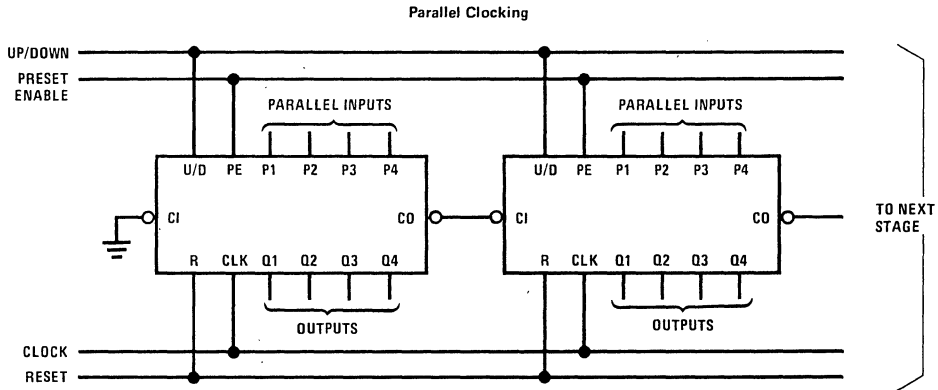 Parallel Clocking
UP/DOWN
PRESET
ENABLE
PARALLEL INPUTS
PARALLEL INPUTS
U/D PE P1 P2 P3 P4
U/D PE P1 P2 P3 P4
CI
CO
CI
CO
TO NEXT
STAGE
R CLK Q1 Q2 Q3 Q4
R CLK Q1 Q2 Q3 Q4
OUTPUTS
OUTPUTS
CLOCK
RESET